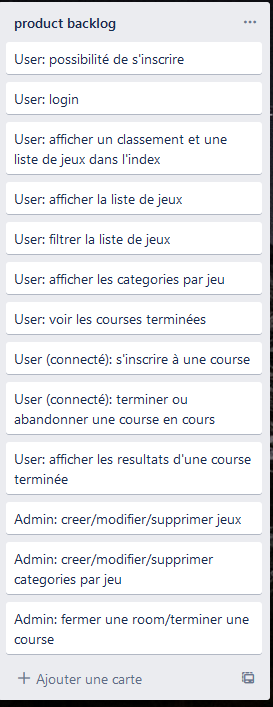 product backlog
User: possibilité de s'inscrire
User: login
User: afficher un classement et une
liste de jeux dans l'index
User: afficher la liste de jeux
User: filtrer la liste de jeux
User: afficher les categories par jeu
User: voir les courses terminées
User (connecté): s'inscrire à une course
User (connecté): terminer ou
abandonner une course en cours
User: afficher les resultats d'une course
terminée
Admin: creer/modifier/supprimer jeux
Admin: creer/modifier/supprimer
categories par jeu
Admin: fermer une room/terminer une
course
+ Ajouter une carte